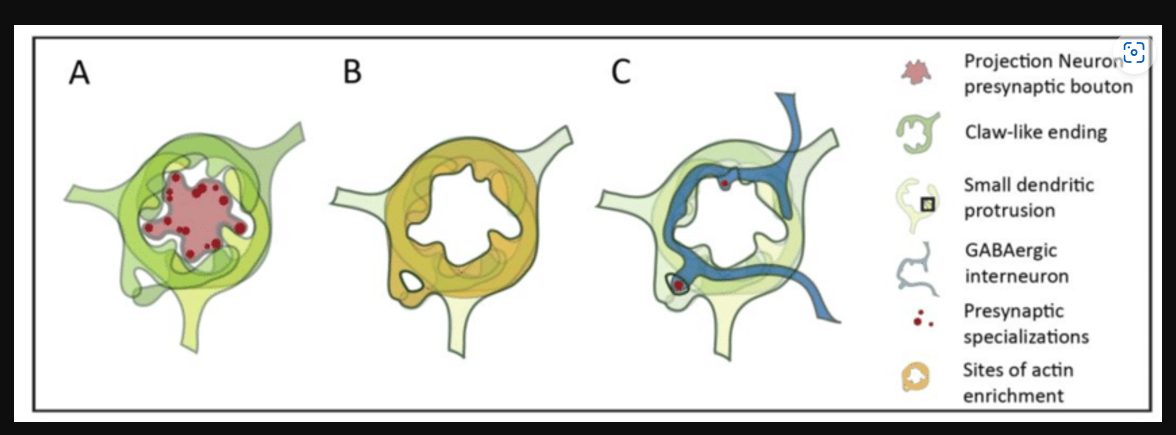 A
B
C
Projection Neuron
presynaptic bouton
Claw-like ending
Small dendritic
protrusion
GABAergic
interneuron
Presynaptic
specializations
Sites of actin
enrichment